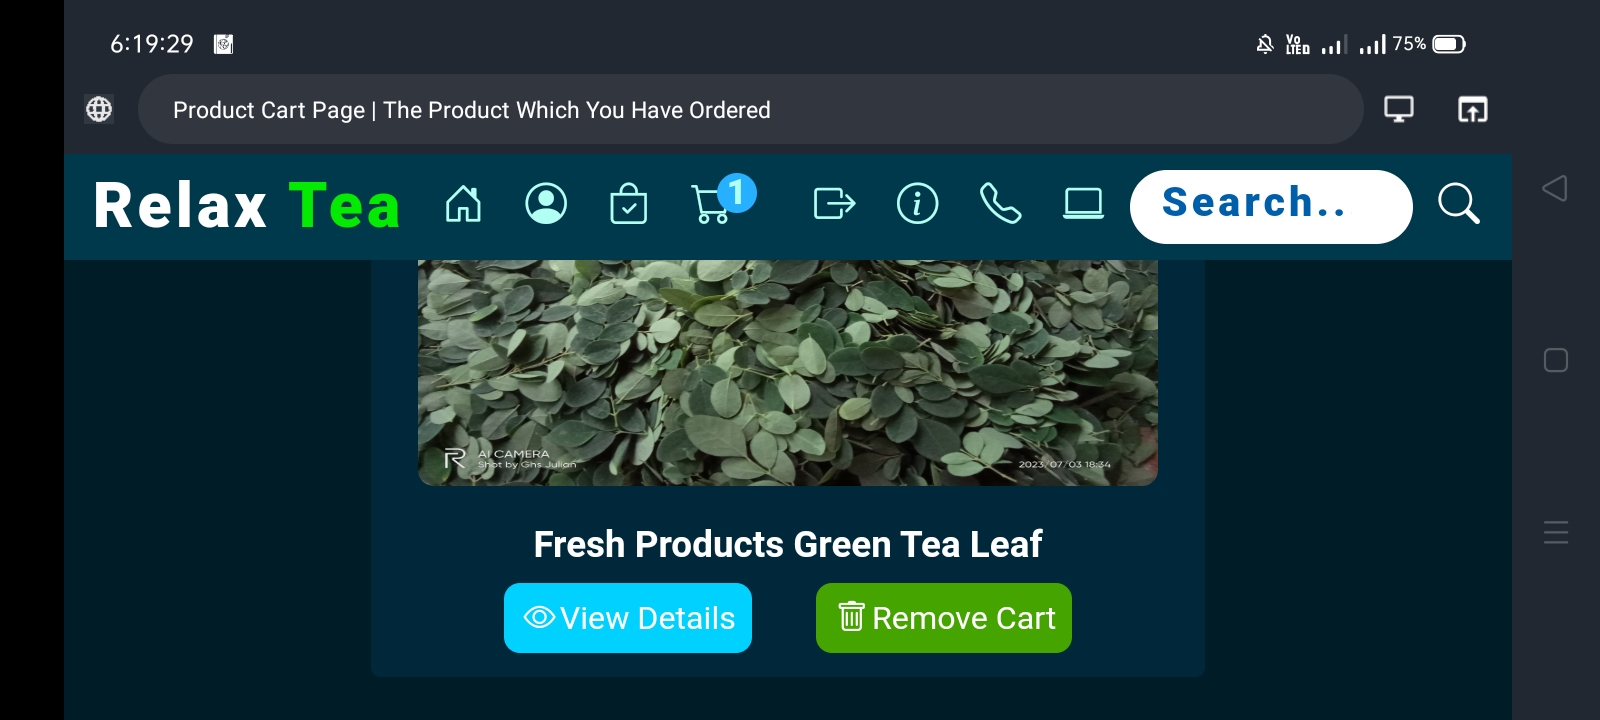 6:19:29
Vo LTED 75%
Product Cart Page | The Product Which You Have Ordered
Relax Tea 1 Search..
AI CAMERA
Shot by Ghs Julian 2023/07/03 18:34
Fresh Products Green Tea Leaf
View Details Remove Cart